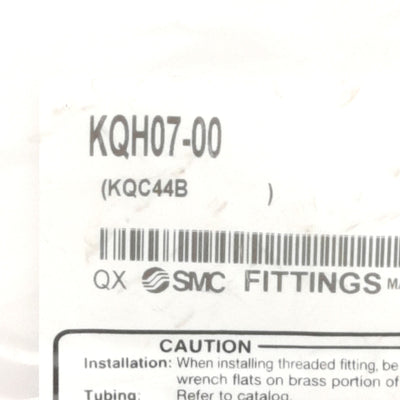 KQH07-00
(KQC44B )
QX SMC FITTINGS
CAUTION
Installation: When installing threaded fitting, be
wrench flats on brass portion of
Tubing: Refer to catalog.